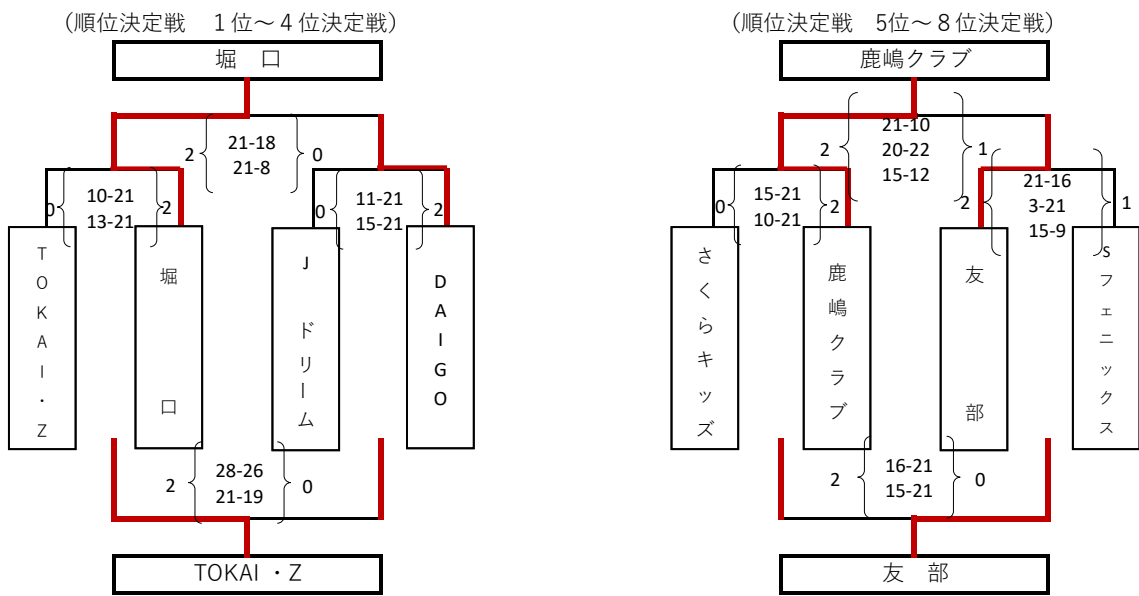 (順位決定戦　１位～４位決定戦)
堀　口
2
21-18
21-8
0
0
10-21
13-21
2
0
11-21
15-21
2
TOKAI・Z
堀口
Jドリーム
DAIGO
2
28-26
21-19
0
TOKAI・Z
(順位決定戦　5位～８位決定戦)
鹿嶋クラブ
2
21-10
20-22
15-12
1
0
15-21
10-21
2
2
21-16
3-21
15-9
1
さくらキッズ
鹿嶋クラブ
友部
Sフェニックス
2
16-21
15-21
0
友　部